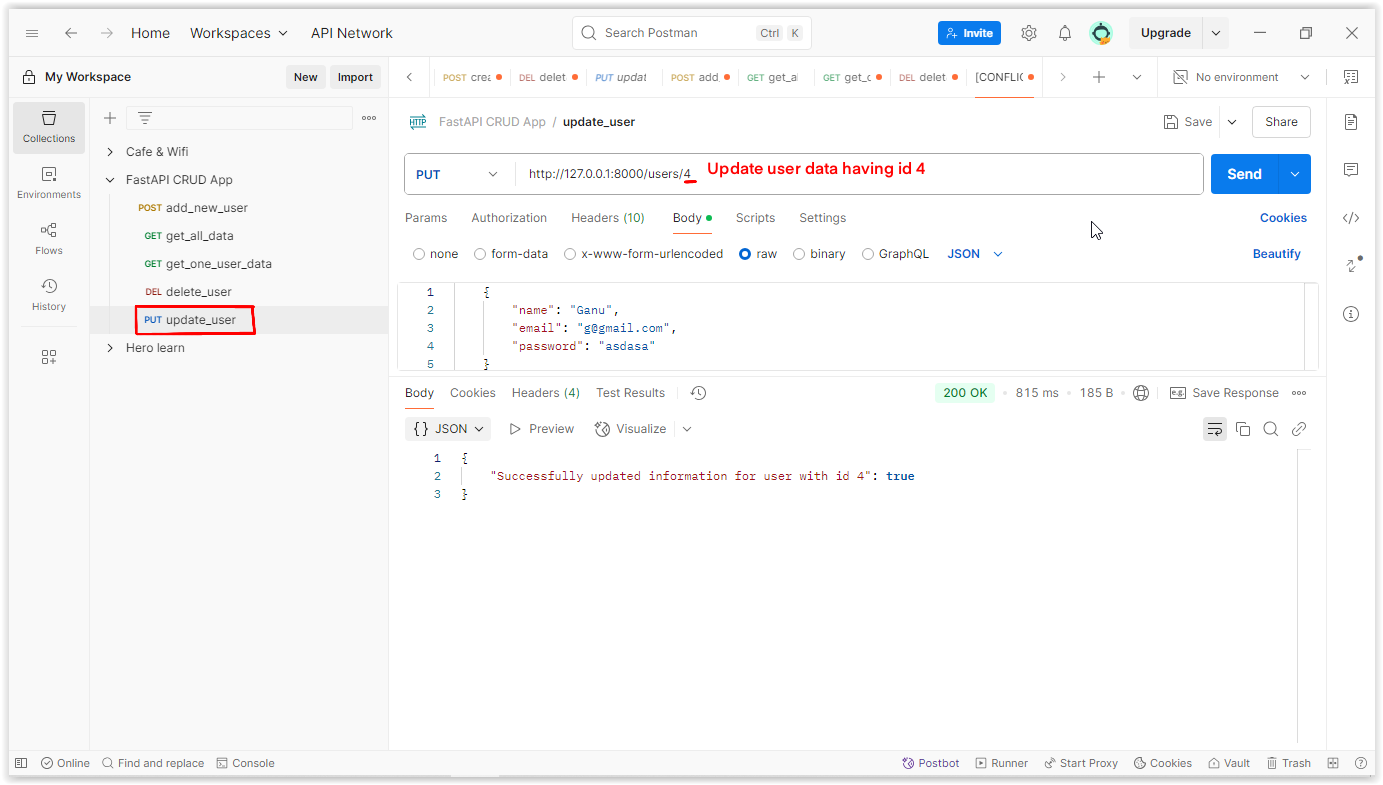 Home Workspaces API Network Search Postman Ctrl K Invite Upgrade
My Workspace New Import POST crea DEL delet PUT updat POST add_ GET get_al GET get_o DEL delet [CONFLIC No environment
Collections
Environments
Flows
History
Cafe & Wifi
FastAPI CRUD App
POST add_new_user
GET get_all_data
GET get_one_user_data
DEL delete_user
PUT update_user
Hero learn
HTTP FastAPI CRUD App / update_user Save Share
PUT http://127.0.0.1:8000/users/4 Update user data having id 4 Send
Params Authorization Headers (10) Body Scripts Settings Cookies
none form-data x-www-form-urlencoded raw binary GraphQL JSON Beautify
1 {
2 "name": "Ganu",
3 "email": "g@gmail.com",
4 "password": "asdasa"
5 }
Body Cookies Headers (4) Test Results 200 OK 815 ms 185 B e.g. Save Response
{} JSON Preview Visualize
1 {
2 "Successfully updated information for user with id 4": true
3 }
Online Find and replace Console Postbot Runner Start Proxy Cookies Vault Trash